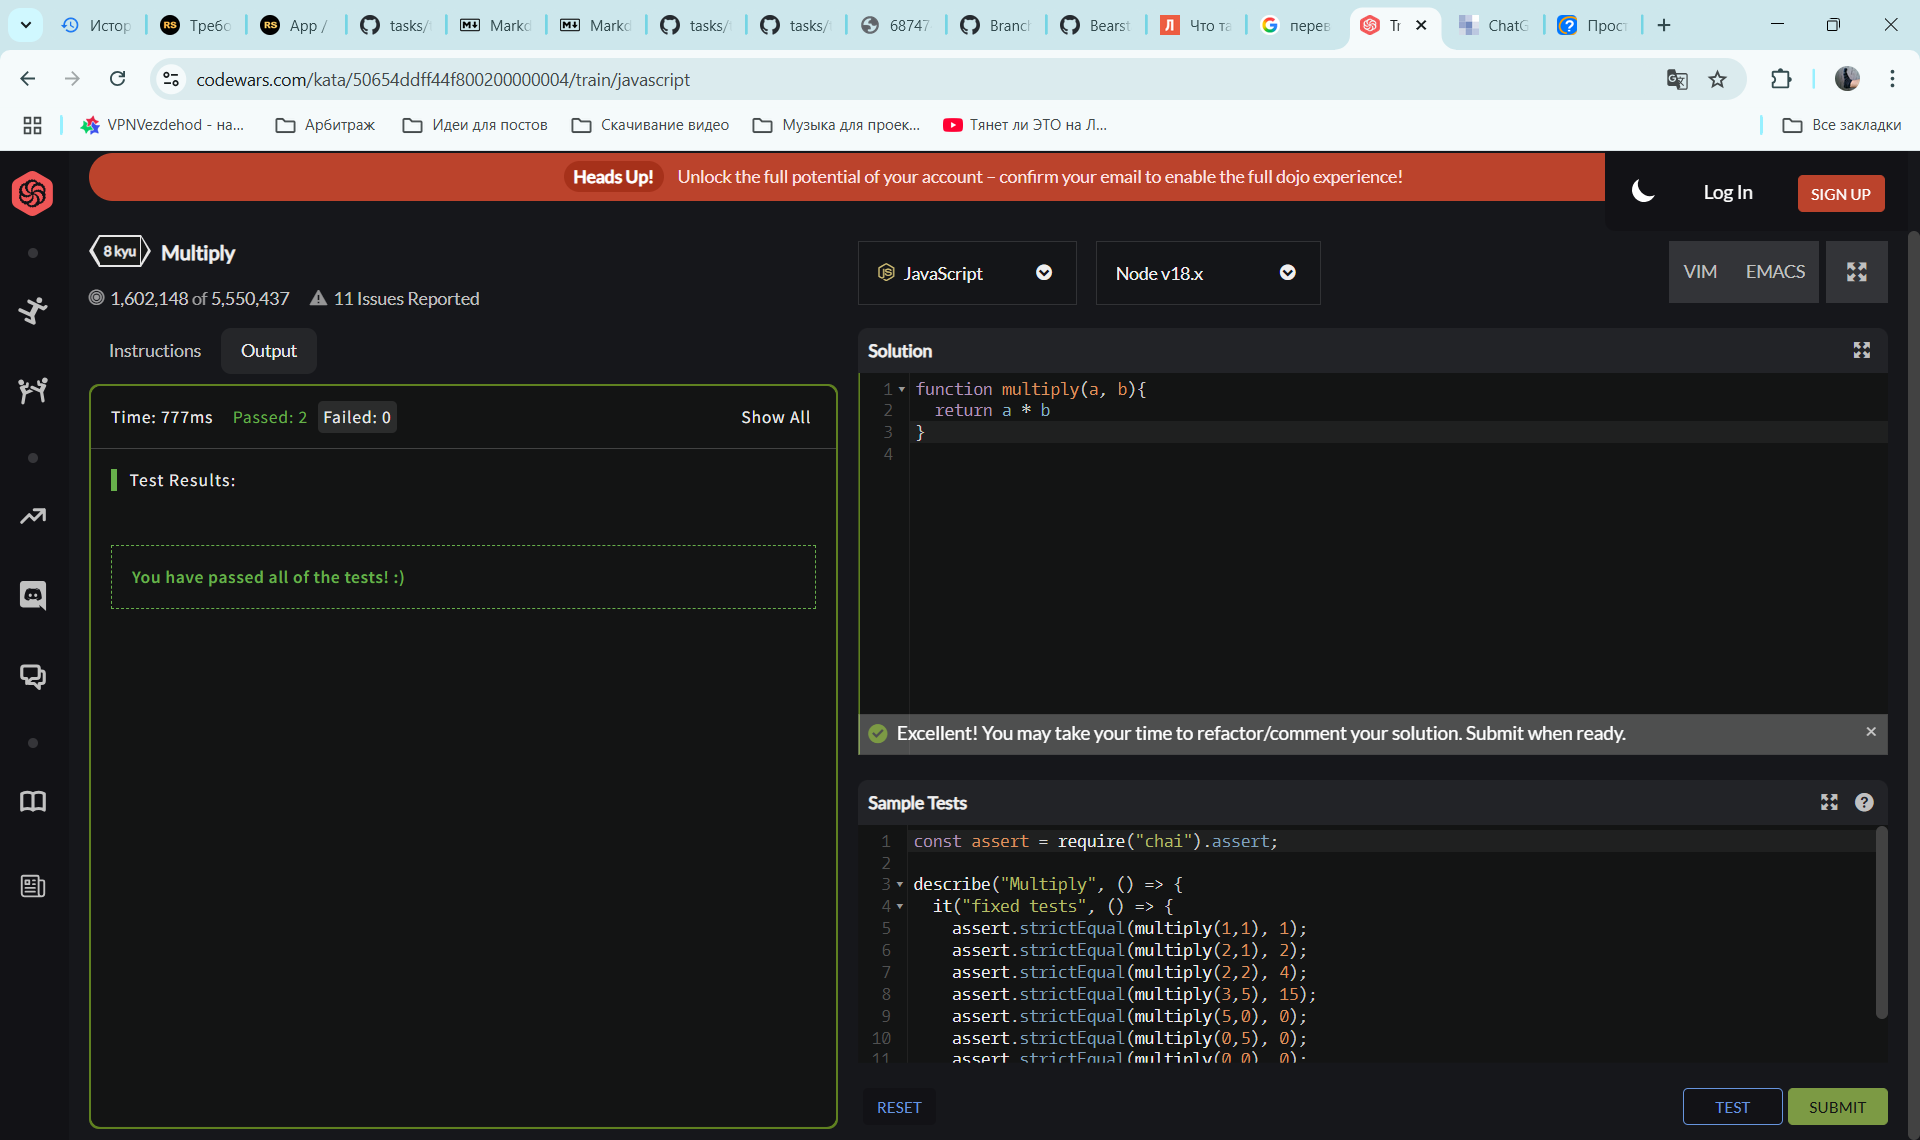 Истор
Требо
App /
tasks/
Markd
Markd
tasks/
tasks/
68747
Branch
Bearst
Что та
перев
Tr
ChatG
Прост
codewars.com/kata/50654ddff44f800200000004/train/javascript
VPNVezdehod - на...
Арбитраж
Идеи для постов
Скачивание видео
Музыка для проек...
Тянет ли ЭТО на Л...
Все закладки
Heads Up! Unlock the full potential of your account – confirm your email to enable the full dojo experience!
Log In
SIGN UP
8 kyu
Multiply
1,602,148 of 5,550,437
11 Issues Reported
JavaScript
Node v18.x
VIM
EMACS
Instructions
Output
Time: 777ms
Passed: 2
Failed: 0
Show All
Test Results:
You have passed all of the tests! :)
Solution
1 function multiply(a, b){
2 return a * b
3 }
4
Excellent! You may take your time to refactor/comment your solution. Submit when ready.
Sample Tests
1 const assert = require("chai").assert;
2
3 describe("Multiply", () => {
4 it("fixed tests", () => {
5 assert.strictEqual(multiply(1,1), 1);
6 assert.strictEqual(multiply(2,1), 2);
7 assert.strictEqual(multiply(2,2), 4);
8 assert.strictEqual(multiply(3,5), 15);
9 assert.strictEqual(multiply(5,0), 0);
10 assert.strictEqual(multiply(0,5), 0);
11 assert.strictEqual(multiply(0,0), 0);
RESET
TEST
SUBMIT